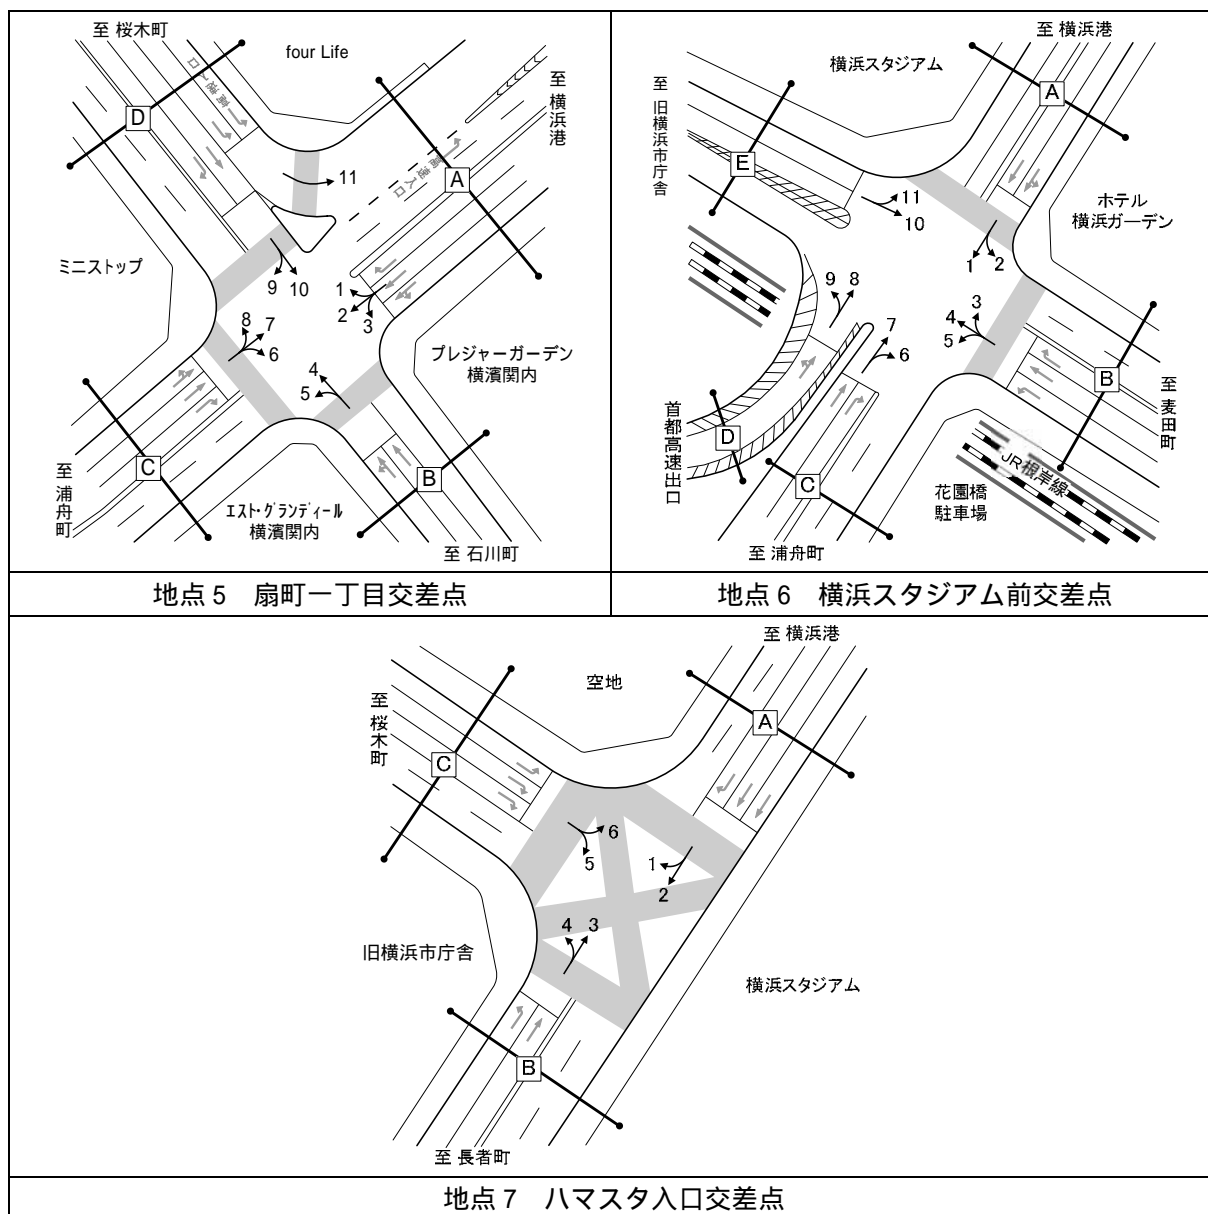 至 桜木町
four Life
至 横浜港
高速入口
D
A
高速入口
11
ミニストップ
9 10
1
2
3
8
7
6
4
5
プレジャーガーデン
横濱関内
C
B
至 浦舟町
エスト・グランディール
横濱関内
至 石川町
地点5 扇町一丁目交差点
至 横浜港
横浜スタジアム
至 旧横浜市庁舎
A
E
ホテル
横浜ガーデン
11
10
1 2
3
4
5
9 8
7
6
B
至 麦田町
首都高速出口
D
C
JR根岸線
花園橋
駐車場
至 浦舟町
地点6 横浜スタジアム前交差点
至 横浜港
空地
至 桜木町
A
C
6
5
1
2
4 3
旧横浜市庁舎
横浜スタジアム
B
至 長者町
地点7 ハマスタ入口交差点